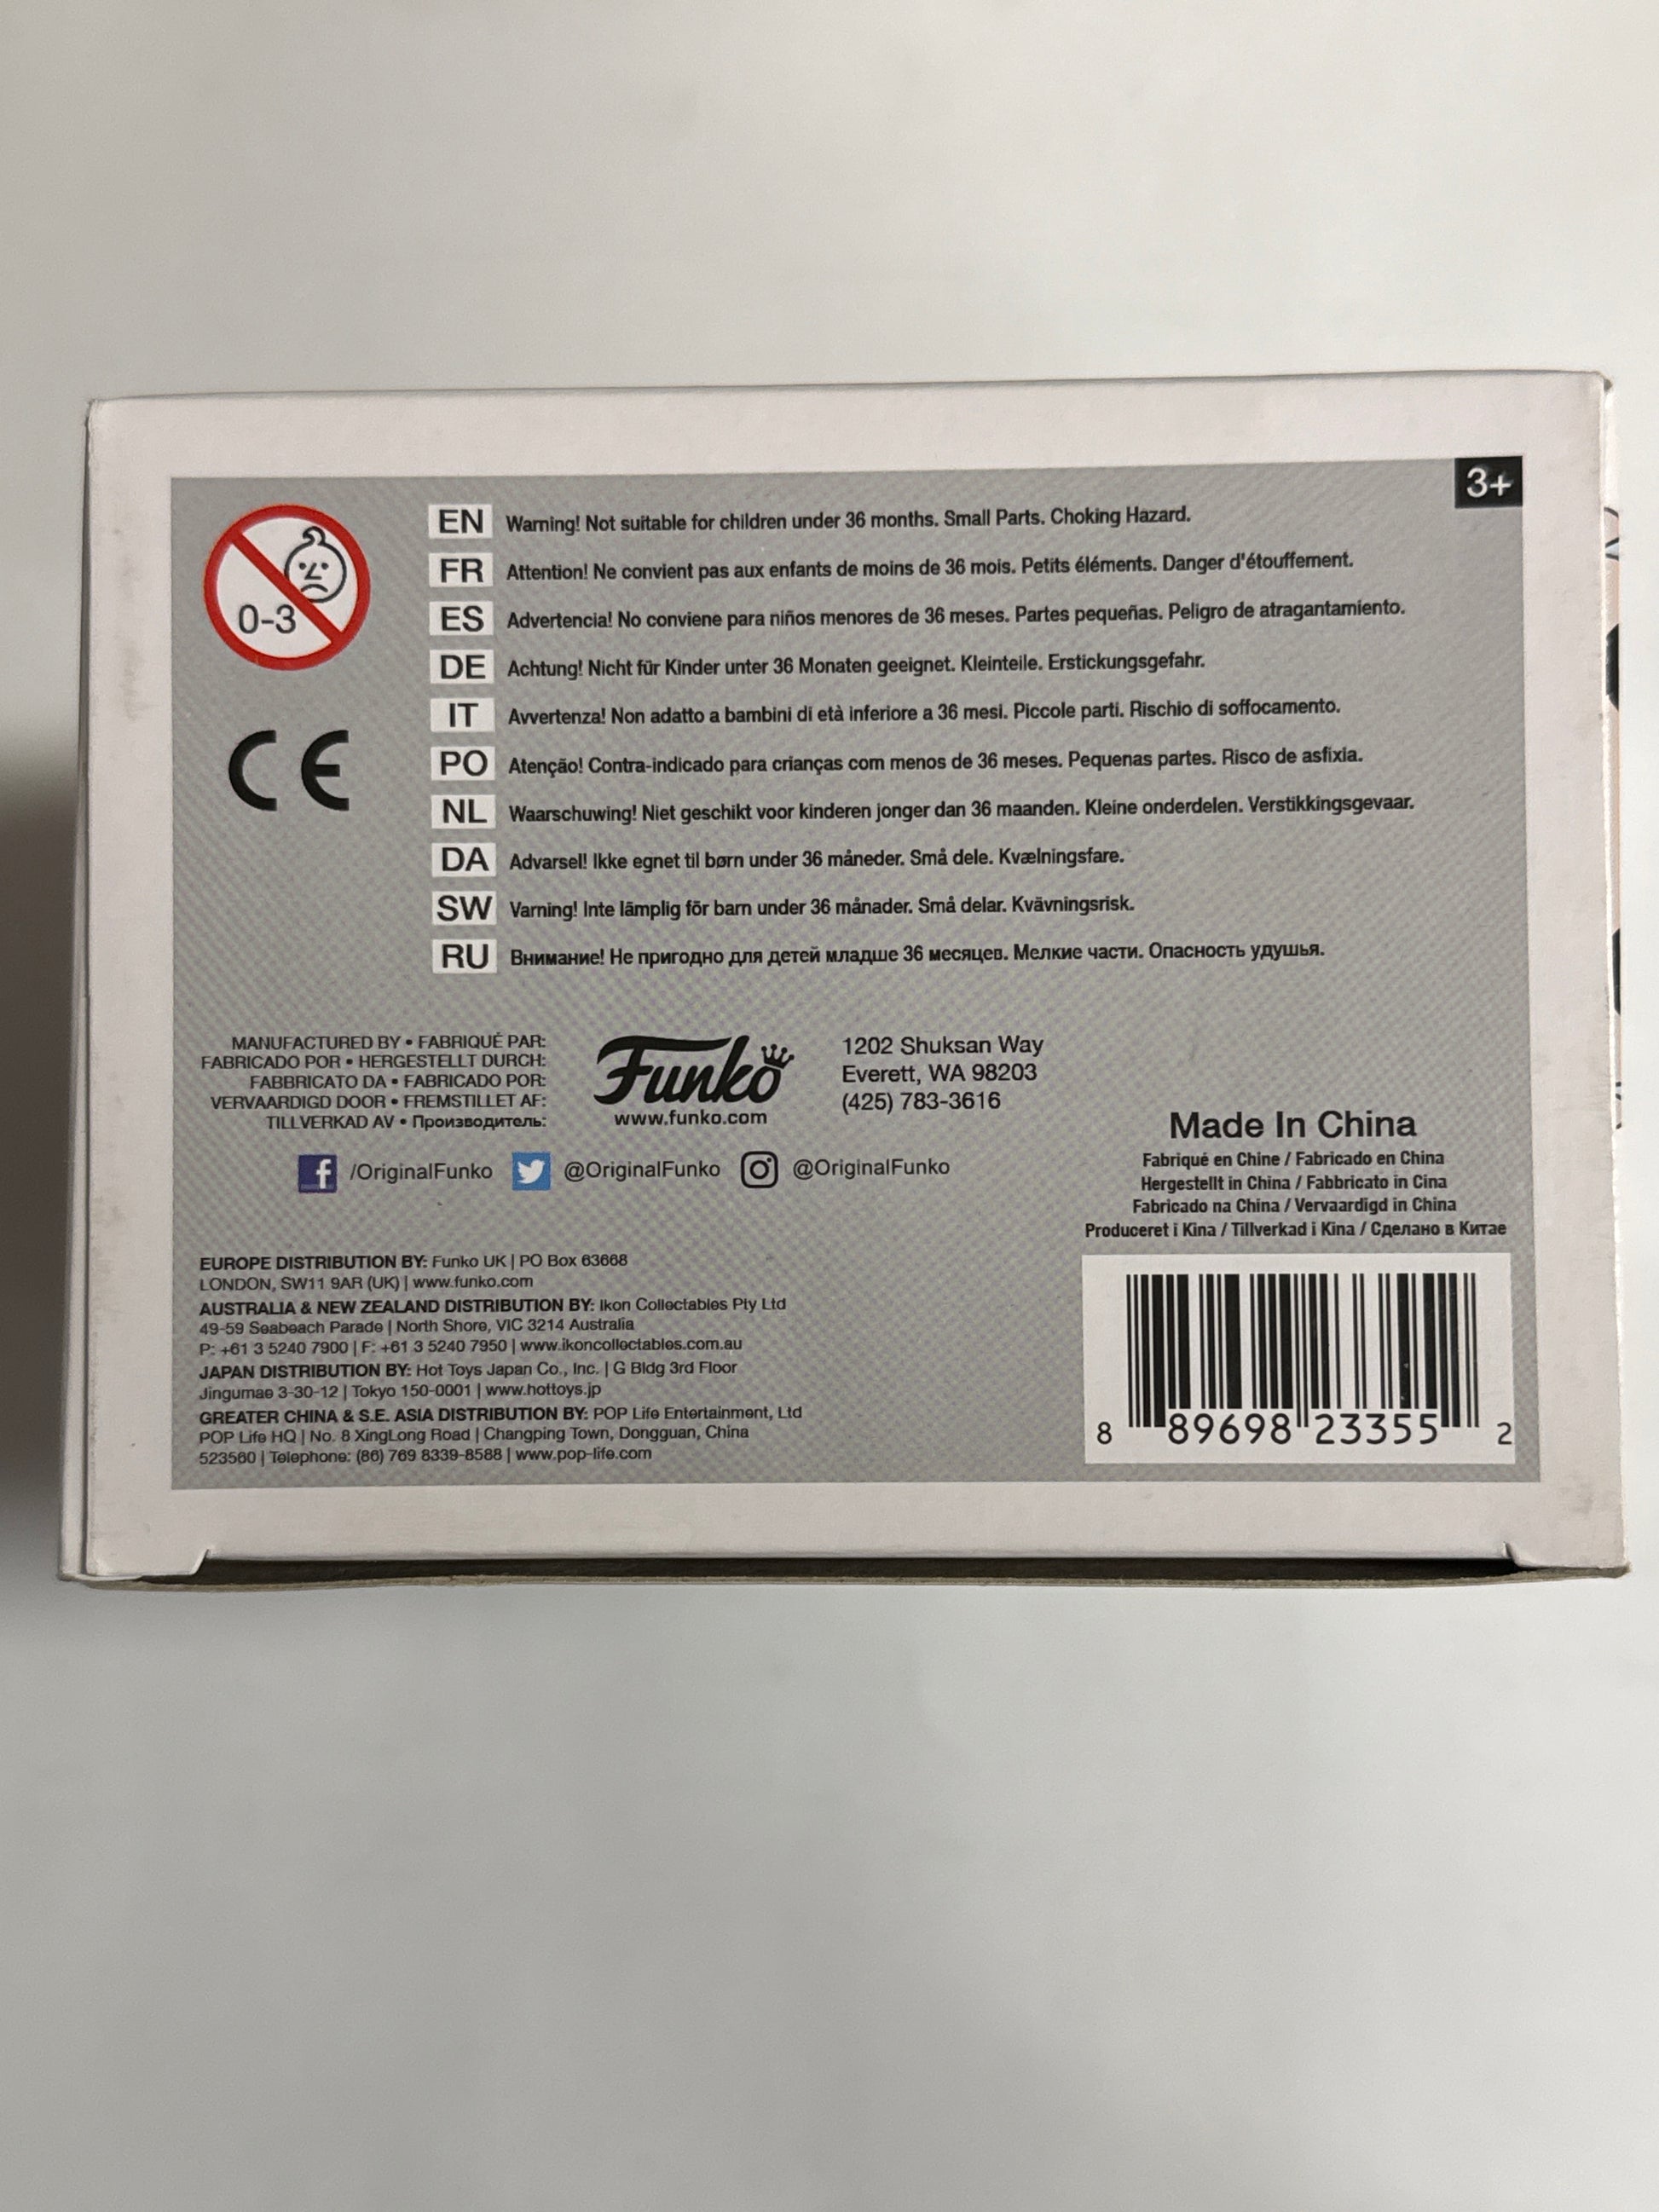 3+
0-3
EN Warning! Not suitable for children under 36 months. Small Parts. Choking Hazard.
FR Attention! Ne convient pas aux enfants de moins de 36 mois. Petits éléments. Danger d'étouffement.
ES Advertencia! No conviene para niños menores de 36 meses. Partes pequeñas. Peligro de atragantamiento.
DE Achtung! Nicht für Kinder unter 36 Monaten geeignet. Kleinteile. Erstickungsgefahr.
IT Avvertenza! Non adatto a bambini di età inferiore a 36 mesi. Piccole parti. Rischio di soffocamento.
PO Atenção! Contra-indicado para crianças com menos de 36 meses. Pequenas partes. Risco de asfixia.
NL Waarschuwing! Niet geschikt voor kinderen jonger dan 36 maanden. Kleine onderdelen. Verstikkingsgevaar.
DA Advarsel! Ikke egnet til børn under 36 måneder. Små dele. Kvælningsfare.
SW Varning! Inte lämplig för barn under 36 månader. Små delar. Kvävningsrisk.
RU Внимание! Не пригодно для детей младше 36 месяцев. Мелкие части. Опасность удушья.
CE
MANUFACTURED BY • FABRIQUÉ PAR:
FABRICADO POR • HERGESTELLT DURCH:
FABBRICATO DA • FABRICADO POR:
VERVAARDIGD DOOR • FREMSTILLET AF:
TILLVERKAD AV • Производитель:
Funko
www.funko.com
1202 Shuksan Way
Everett, WA 98203
(425) 783-3616
f /OriginalFunko @OriginalFunko @OriginalFunko
Made In China
Fabriqué en Chine / Fabricado en China
Hergestellt in China / Fabbricato in Cina
Fabricado na China / Vervaardigd in China
Produceret i Kina / Tillverkad i Kina / Сделано в Китае
EUROPE DISTRIBUTION BY: Funko UK | PO Box 63668
LONDON, SW11 9AR (UK) | www.funko.com
AUSTRALIA & NEW ZEALAND DISTRIBUTION BY: Ikon Collectables Pty Ltd
49-59 Seabeach Parade | North Shore, VIC 3214 Australia
P: +61 3 5240 7900 | F: +61 3 5240 7950 | www.ikoncollectables.com.au
JAPAN DISTRIBUTION BY: Hot Toys Japan Co., Inc. | G Bldg 3rd Floor
Jingumae 3-30-12 | Tokyo 150-0001 | www.hottoys.jp
GREATER CHINA & S.E. ASIA DISTRIBUTION BY: POP Life Entertainment, Ltd
POP Life HQ | No. 8 XingLong Road | Changping Town, Dongguan, China
523560 | Telephone: (86) 769 8339-8588 | www.pop-life.com
8 89698 23355 2